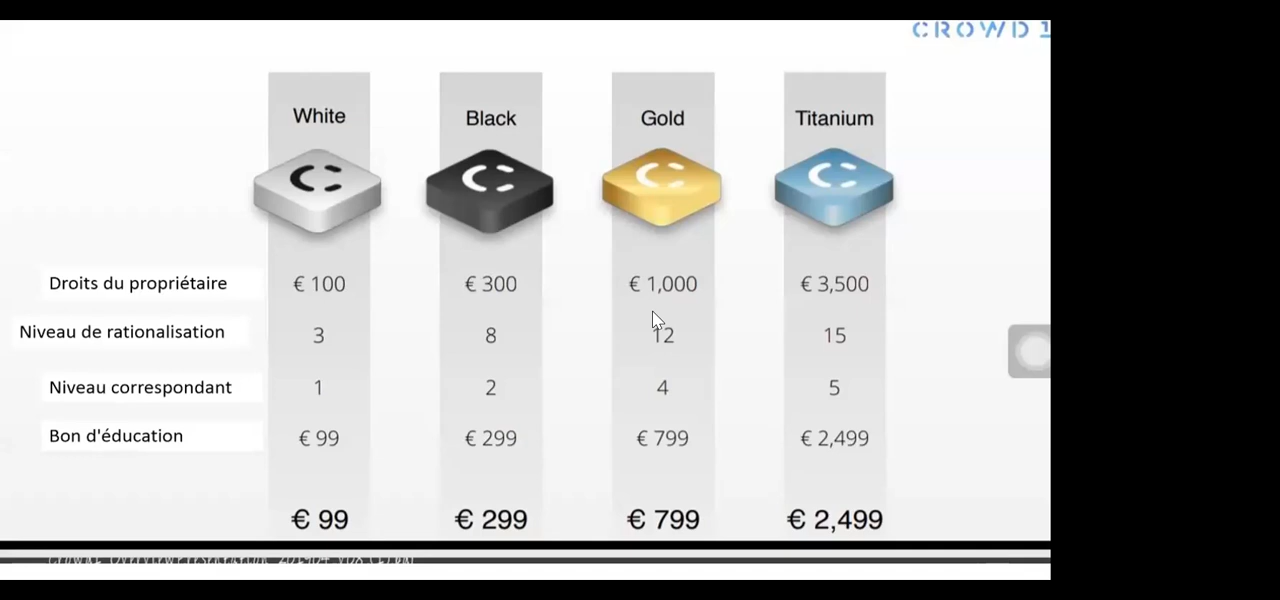 CROWD 1
White Black Gold Titanium
Droits du propriétaire € 100 € 300 € 1,000 € 3,500
Niveau de rationalisation 3 8 12 15
Niveau correspondant 1 2 4 5
Bon d'éducation € 99 € 299 € 799 € 2,499
€ 99 € 299 € 799 € 2,499